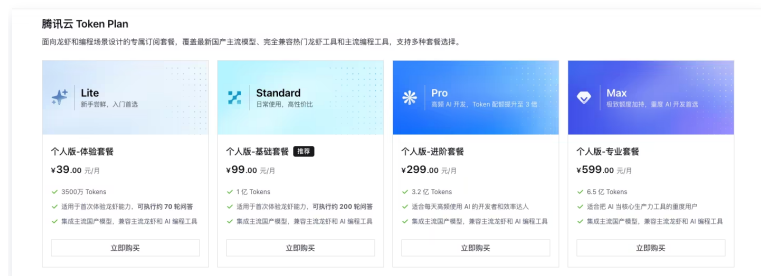 腾讯云 Token Plan
面向龙虾和编程场景设计的专属订阅套餐，覆盖最新国产主流模型，完全兼容热门龙虾工具和主流编程工具，支持多种套餐选择。
Lite
新手尝鲜，入门首选
个人版-体验套餐
¥39.00 元/月
3500万 Tokens
适用于首次体验龙虾能力，可执行约 70 轮问答
集成主流国产模型，兼容主流龙虾和 AI 编程工具
立即购买
Standard
日常使用，高性价比
个人版-基础套餐 推荐
¥99.00 元/月
1 亿 Tokens
适用于首次体验龙虾能力，可执行约 200 轮问答
集成主流国产模型，兼容主流龙虾和 AI 编程工具
立即购买
Pro
高频 AI 开发，Token 配额提升至 3 倍
个人版-进阶套餐
¥299.00 元/月
3.2 亿 Tokens
适合每天高频使用 AI 的开发者和效率达人
集成主流国产模型，兼容主流龙虾和 AI 编程工具
立即购买
Max
极致额度加持，重度 AI 开发首选
个人版-专业套餐
¥599.00 元/月
6.5 亿 Tokens
适合把 AI 当核心生产力工具的重度用户
集成主流国产模型，兼容主流龙虾和 AI 编程工具
立即购买